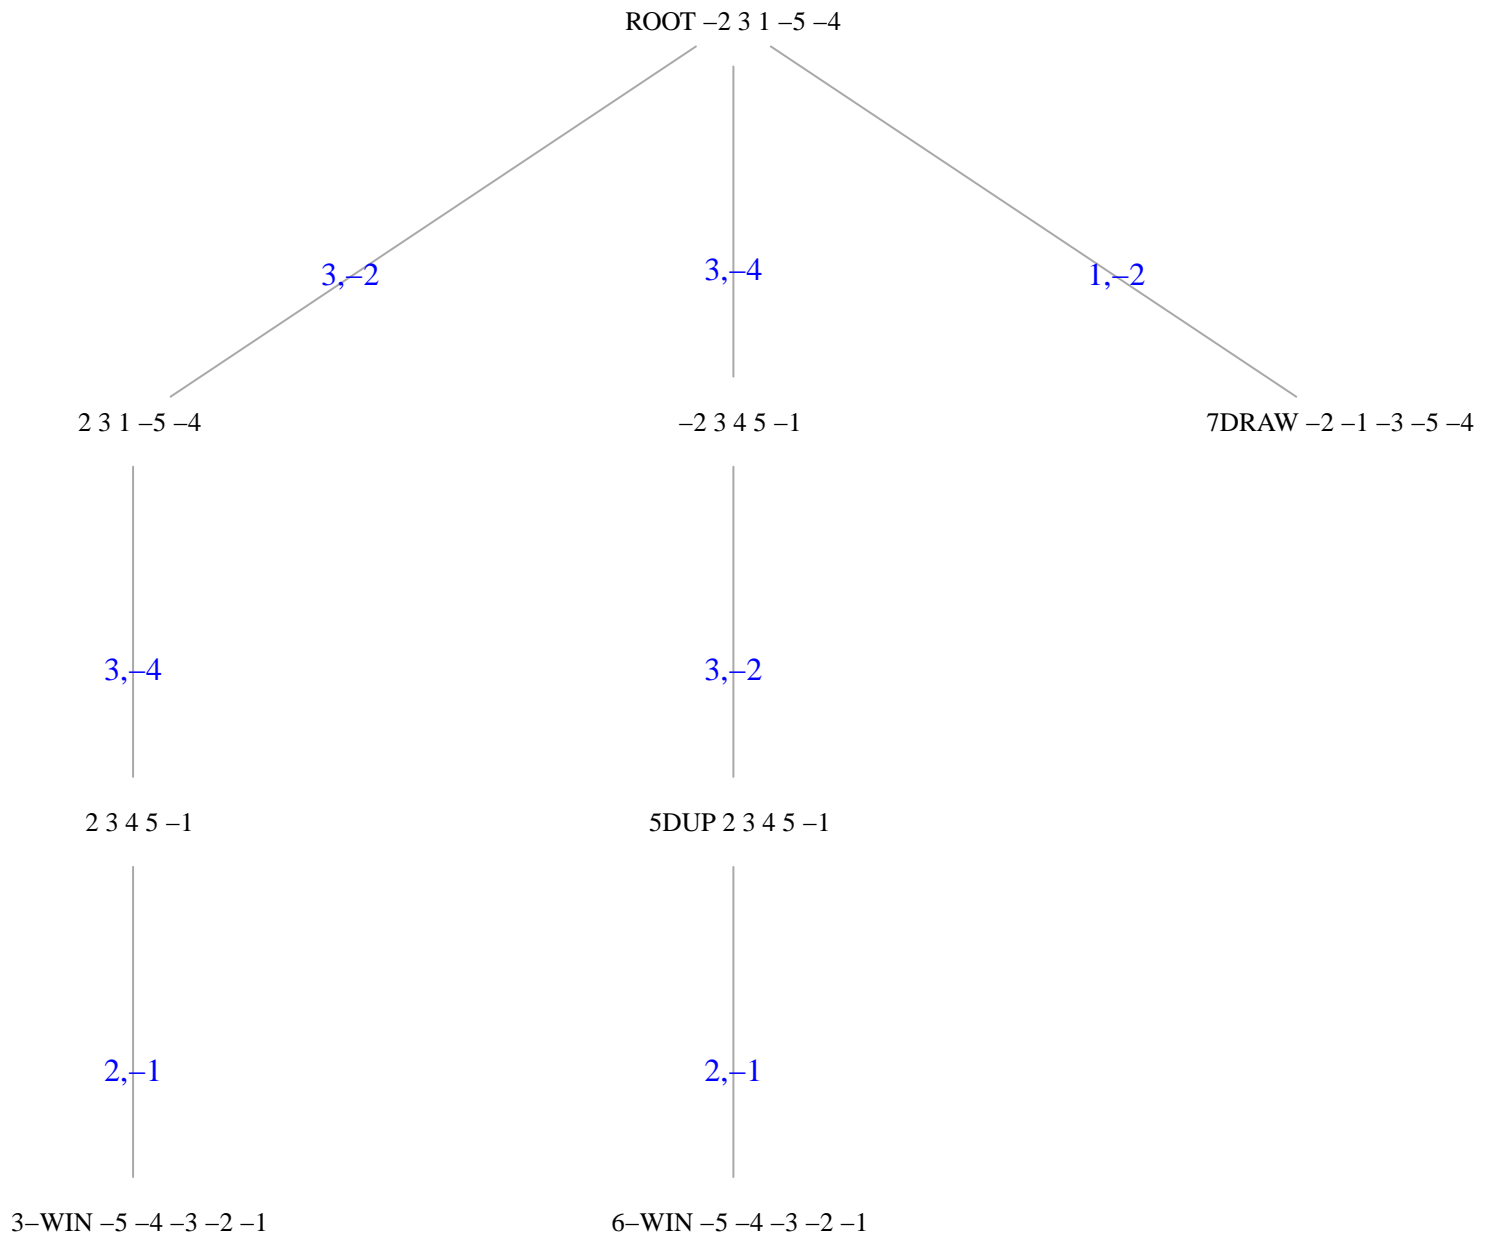 ROOT –2 3 1 –5 –4
3,–2
3,–4
1,–2
2 3 1 –5 –4
–2 3 4 5 –1
7DRAW –2 –1 –3 –5 –4
3,–4
3,–2
2 3 4 5 –1
5DUP 2 3 4 5 –1
2,–1
2,–1
3–WIN –5 –4 –3 –2 –1
6–WIN –5 –4 –3 –2 –1